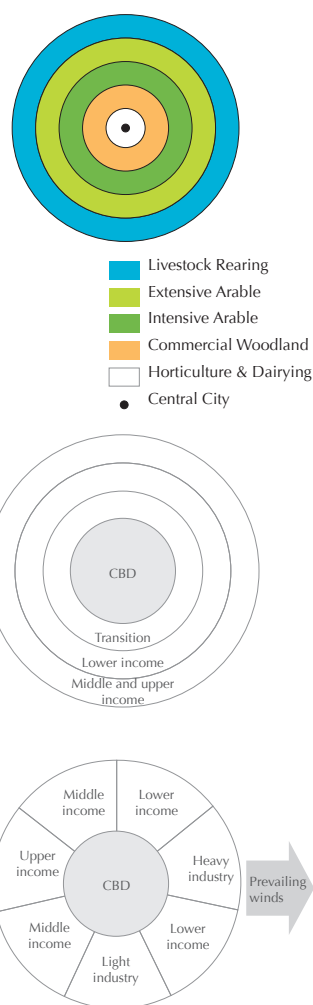 Livestock Rearing
Extensive Arable
Intensive Arable
Commercial Woodland
Horticulture & Dairying
Central City
CBD
Transition
Lower income
Middle and upper
income
Middle
income
Lower
income
Upper
income
CBD
Heavy
industry
Prevailing
winds
Middle
income
Lower
income
Light
industry